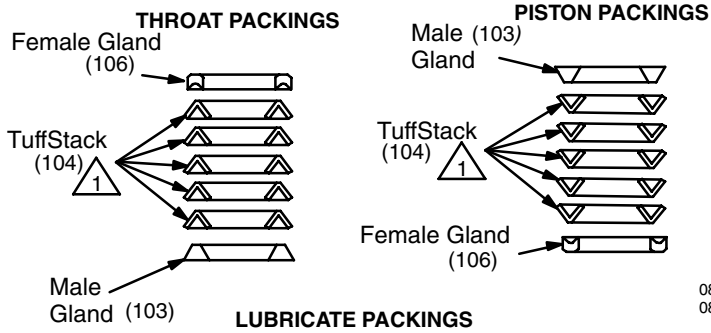 THROAT PACKINGS
Female Gland
(106)
TuffStack
(104)
1
Male
Gland (103)
PISTON PACKINGS
Male (103)
Gland
TuffStack
(104)
1
Female Gland
(106)
LUBRICATE PACKINGS